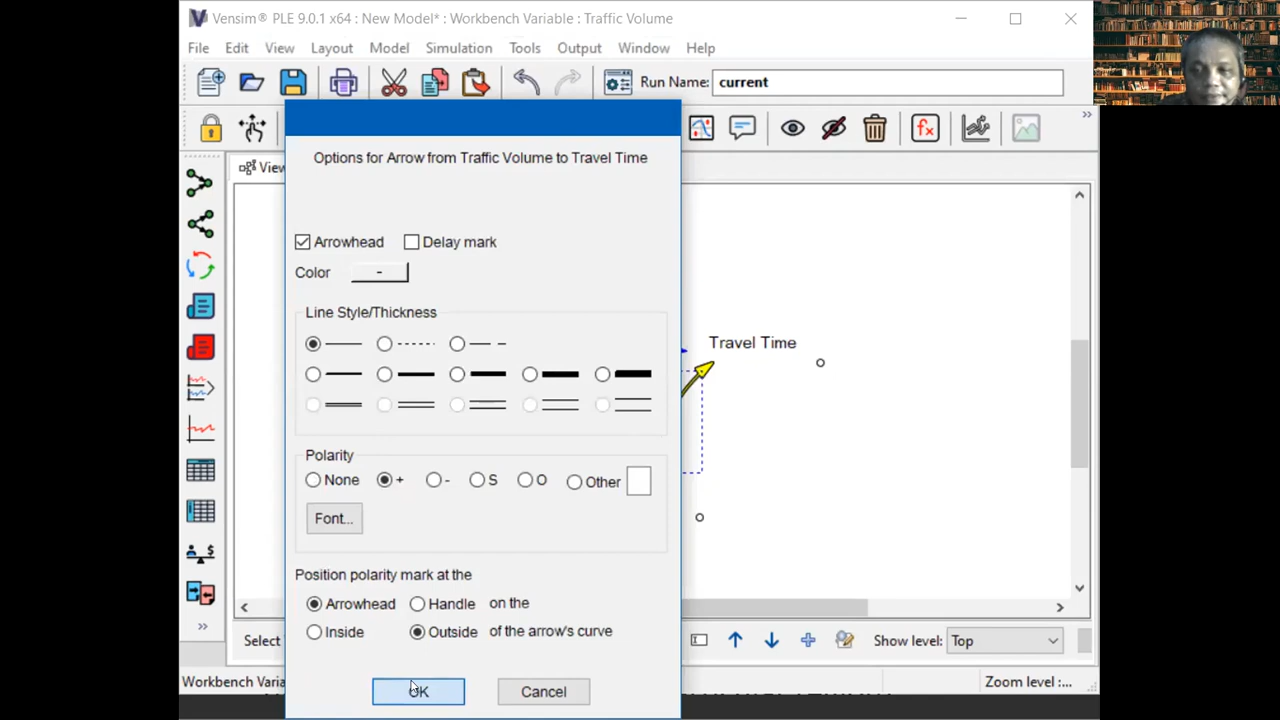 Vensim® PLE 9.0.1 x64 : New Model* : Workbench Variable : Traffic Volume
File Edit View Layout Model Simulation Tools Output Window Help
Run Name: current
Options for Arrow from Traffic Volume to Travel Time
View
Arrowhead Delay mark
Color -
Line Style/Thickness
Travel Time
Polarity
None + - S O Other
Font...
Position polarity mark at the
Arrowhead Handle on the
Inside Outside of the arrow's curve
Select Show level: Top
Workbench Varia
OK Cancel
Zoom level :...